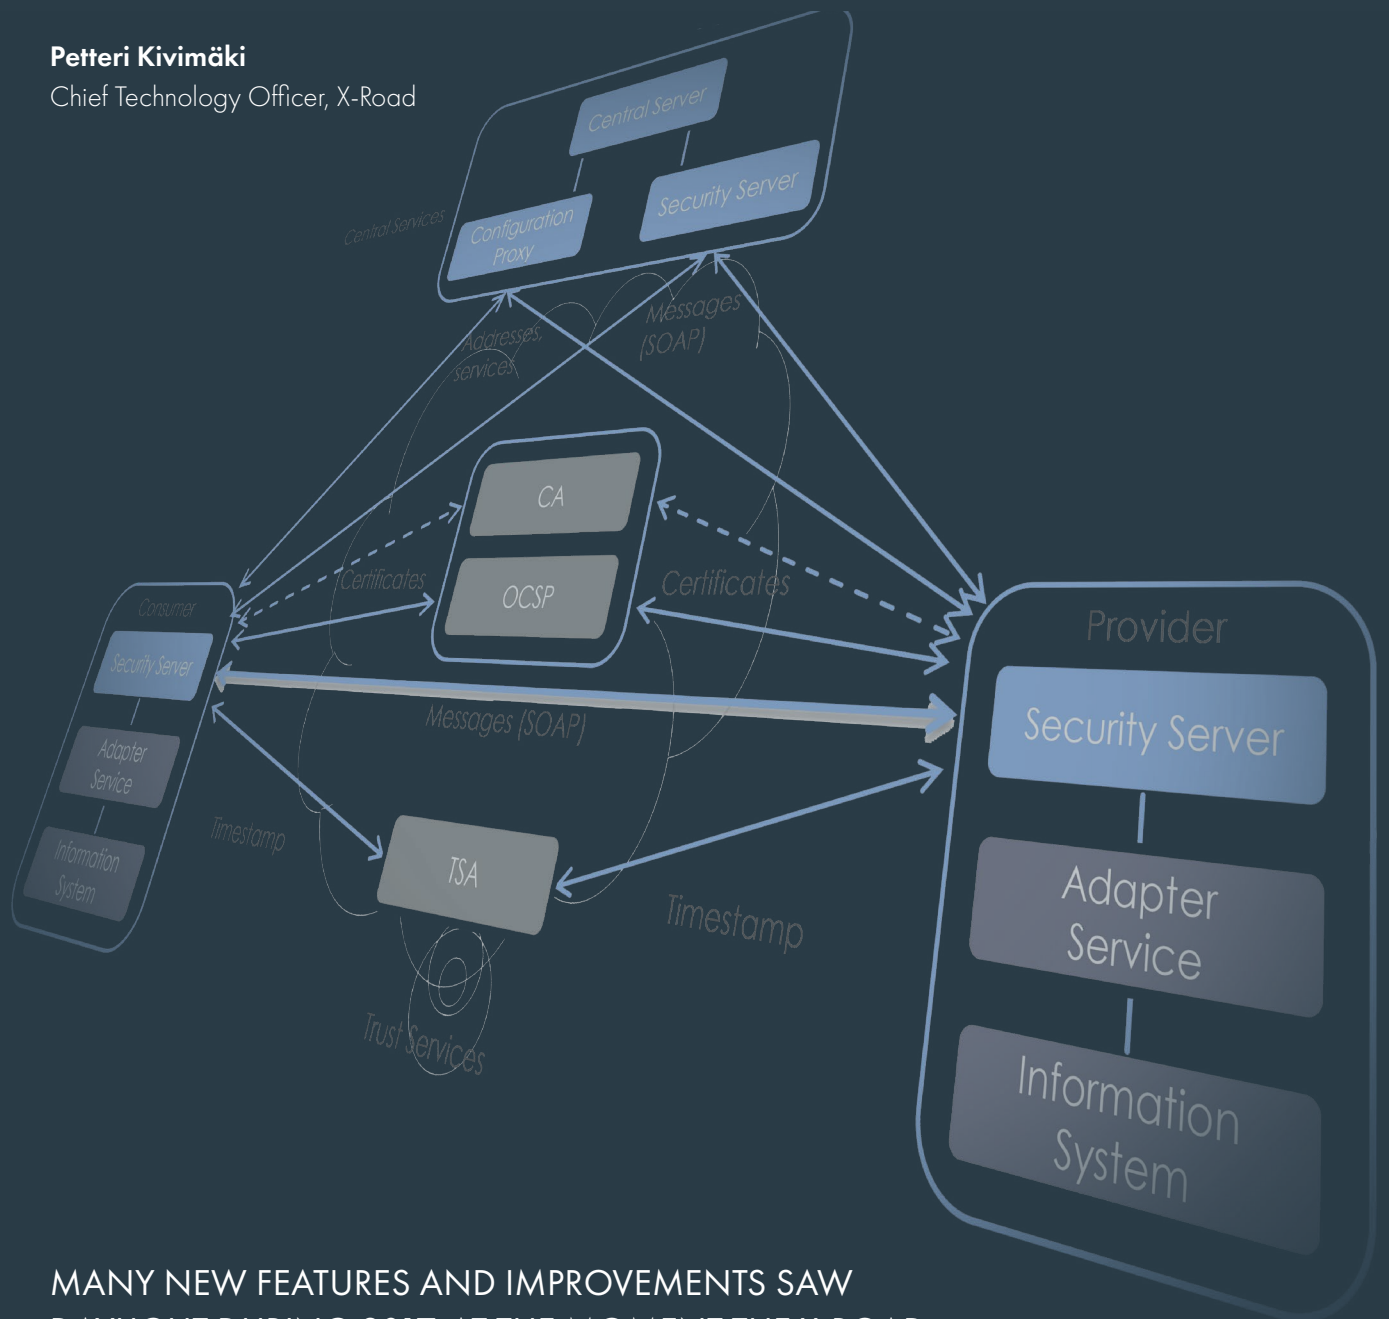 Petteri Kivimäki
Chief Technology Officer, X-Road
Central Server
Security Server
Configuration
Proxy
Central Services
Addresses,
services
Messages
(SOAP)
CA
OCSP
Certificates
Certificates
Consumer
Security Server
Adapter
Service
Information
System
Messages (SOAP)
Timestamp
TSA
Timestamp
Trust Services
Provider
Security Server
Adapter
Service
Information
System
MANY NEW FEATURES AND IMPROVEMENTS SAW